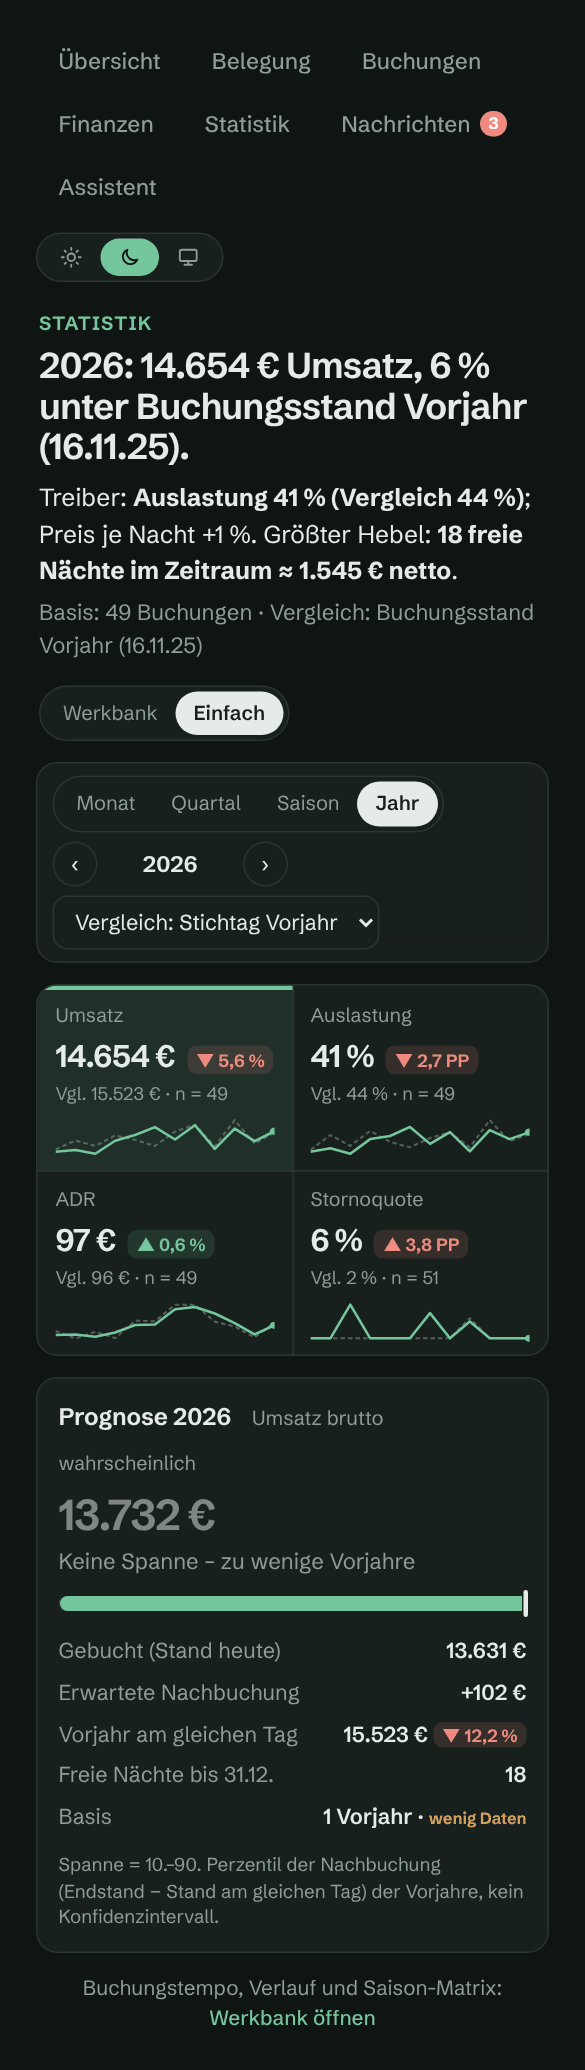 Übersicht Belegung Buchungen
Finanzen Statistik Nachrichten 3
Assistent
STATISTIK
2026: 14.654 € Umsatz, 6 %
unter Buchungsstand Vorjahr
(16.11.25).
Treiber: Auslastung 41 % (Vergleich 44 %);
Preis je Nacht +1 %. Größter Hebel: 18 freie
Nächte im Zeitraum ≈ 1.545 € netto.
Basis: 49 Buchungen · Vergleich: Buchungsstand
Vorjahr (16.11.25)
Werkbank Einfach
Monat Quartal Saison Jahr
‹ 2026 ›
Vergleich: Stichtag Vorjahr
Umsatz
14.654 € ▼ 5,6 %
Vgl. 15.523 € · n = 49
Auslastung
41 % ▼ 2,7 PP
Vgl. 44 % · n = 49
ADR
97 € ▲ 0,6 %
Vgl. 96 € · n = 49
Stornoquote
6 % ▲ 3,8 PP
Vgl. 2 % · n = 51
Prognose 2026 Umsatz brutto
wahrscheinlich
13.732 €
Keine Spanne – zu wenige Vorjahre
Gebucht (Stand heute) 13.631 €
Erwartete Nachbuchung +102 €
Vorjahr am gleichen Tag 15.523 € ▼ 12,2 %
Freie Nächte bis 31.12. 18
Basis 1 Vorjahr · wenig Daten
Spanne = 10.–90. Perzentil der Nachbuchung
(Endstand − Stand am gleichen Tag) der Vorjahre, kein
Konfidenzintervall.
Buchungstempo, Verlauf und Saison-Matrix:
Werkbank öffnen